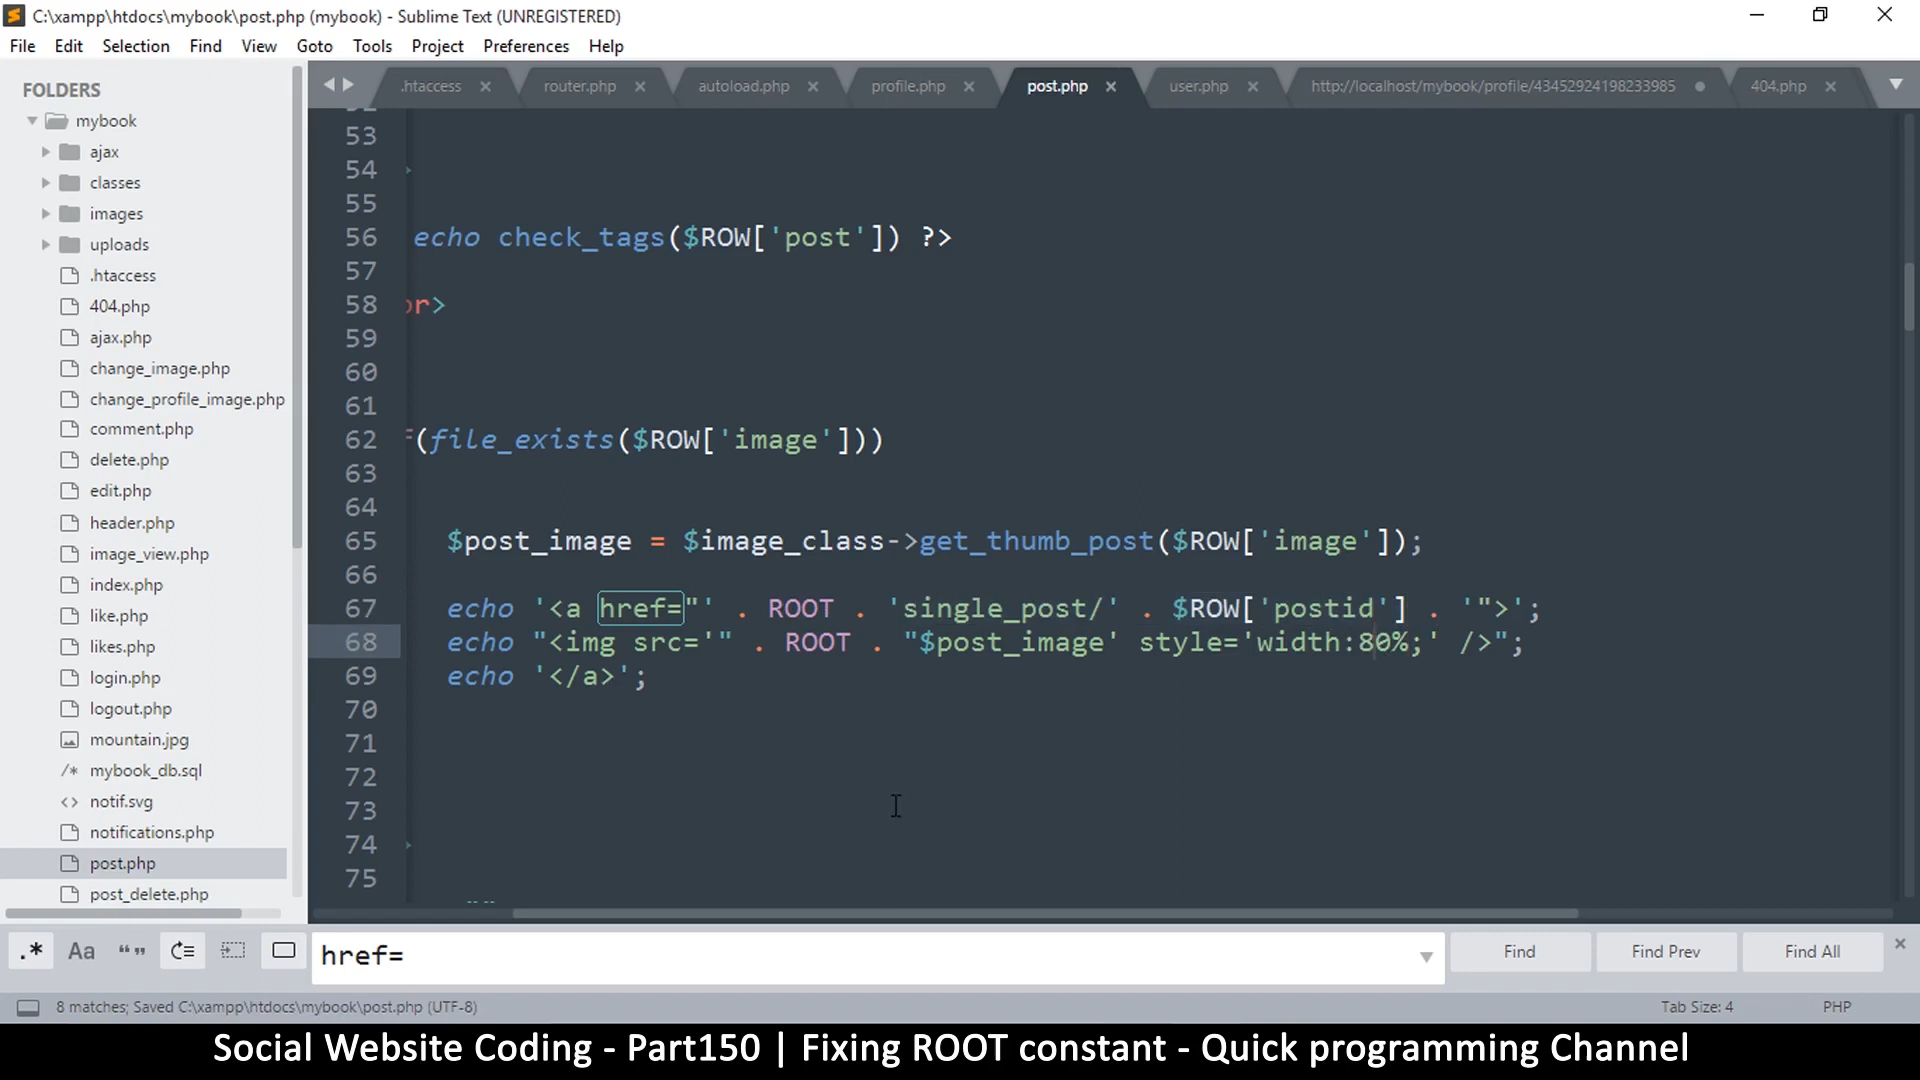 C:\xampp\htdocs\mybook\post.php (mybook) - Sublime Text (UNREGISTERED)
File Edit Selection Find View Goto Tools Project Preferences Help
FOLDERS
mybook
ajax
classes
images
uploads
.htaccess
404.php
ajax.php
change_image.php
change_profile_image.php
comment.php
delete.php
edit.php
header.php
image_view.php
index.php
like.php
likes.php
login.php
logout.php
mountain.jpg
/* mybook_db.sql
<> notif.svg
notifications.php
post.php
post_delete.php
.htaccess router.php autoload.php profile.php post.php user.php http://localhost/mybook/profile/43452924198233985 404.php
53
54 >
55
56 echo check_tags($ROW['post']) ?>
57
58 br>
59
60
61
62 f(file_exists($ROW['image']))
63
64
65 $post_image = $image_class->get_thumb_post($ROW['image']);
66
67 echo '<a href="' . ROOT . 'single_post/' . $ROW['postid'] . '">';
68 echo "<img src='" . ROOT . "$post_image' style='width:80%;' />";
69 echo '</a>';
70
71
72
73
74 >
75
.* Aa “ ” href= Find Find Prev Find All
8 matches; Saved C:\xampp\htdocs\mybook\post.php (UTF-8) Tab Size: 4 PHP
Social Website Coding - Part150 | Fixing ROOT constant - Quick programming Channel